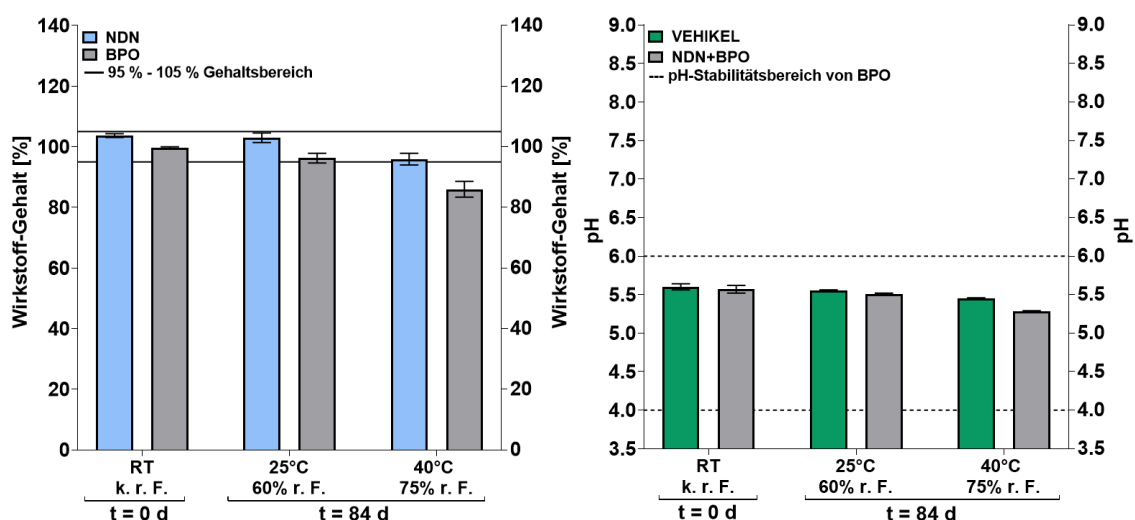 140
120
100
80
60
40
20
0
Wirkstoff-Gehalt [%]
NDN
BPO
95 % - 105 % Gehaltsbereich
140
120
100
80
60
40
20
0
Wirkstoff-Gehalt [%]
RT
25°C
40°C
k. r. F.
60% r. F.
75% r. F.
t = 0 d
t = 84 d
9.0
8.5
8.0
7.5
7.0
6.5
6.0
5.5
5.0
4.5
4.0
3.5
pH
VEHIKEL
NDN+BPO
pH-Stabilitätsbereich von BPO
9.0
8.5
8.0
7.5
7.0
6.5
6.0
5.5
5.0
4.5
4.0
3.5
pH
RT
25°C
40°C
k. r. F.
60% r. F.
75% r. F.
t = 0 d
t = 84 d